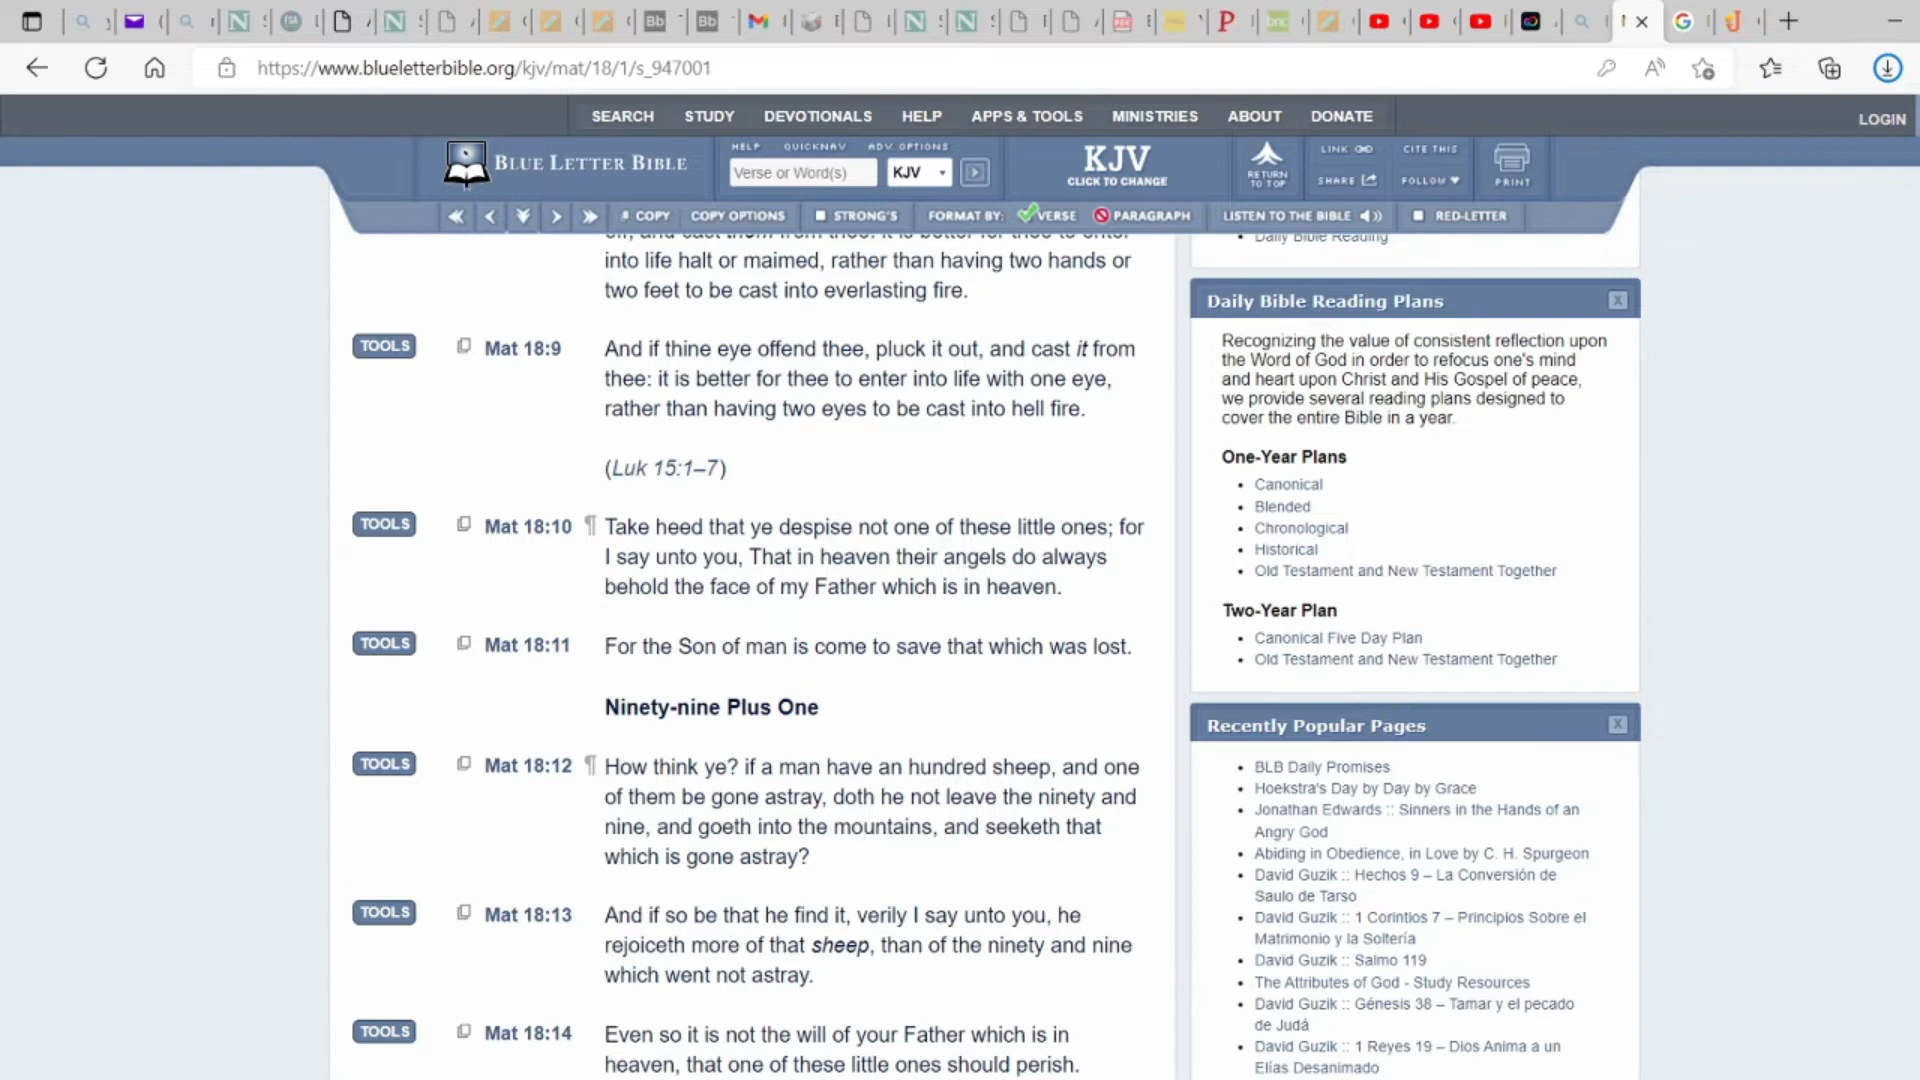 https://www.blueletterbible.org/kjv/mat/18/1/s_947001
SEARCH STUDY DEVOTIONALS HELP APPS & TOOLS MINISTRIES ABOUT DONATE
LOGIN
BLUE LETTER BIBLE
HELP QUICKNAV ADV. OPTIONS
Verse or Word(s) KJV
KJV
CLICK TO CHANGE
RETURN
TO TOP
LINK CITE THIS
SHARE FOLLOW
PRINT
COPY COPY OPTIONS STRONG'S FORMAT BY: VERSE PARAGRAPH LISTEN TO THE BIBLE RED-LETTER
off, and cast them from thee: it is better for thee to enter
into life halt or maimed, rather than having two hands or
two feet to be cast into everlasting fire.
TOOLS Mat 18:9 And if thine eye offend thee, pluck it out, and cast it from
thee: it is better for thee to enter into life with one eye,
rather than having two eyes to be cast into hell fire.
(Luk 15:1–7)
TOOLS Mat 18:10 ¶ Take heed that ye despise not one of these little ones; for
I say unto you, That in heaven their angels do always
behold the face of my Father which is in heaven.
TOOLS Mat 18:11 For the Son of man is come to save that which was lost.
Ninety-nine Plus One
TOOLS Mat 18:12 ¶ How think ye? if a man have an hundred sheep, and one
of them be gone astray, doth he not leave the ninety and
nine, and goeth into the mountains, and seeketh that
which is gone astray?
TOOLS Mat 18:13 And if so be that he find it, verily I say unto you, he
rejoiceth more of that sheep, than of the ninety and nine
which went not astray.
TOOLS Mat 18:14 Even so it is not the will of your Father which is in
heaven, that one of these little ones should perish.
• Daily Bible Reading
Daily Bible Reading Plans X
Recognizing the value of consistent reflection upon
the Word of God in order to refocus one's mind
and heart upon Christ and His Gospel of peace,
we provide several reading plans designed to
cover the entire Bible in a year.
One-Year Plans
• Canonical
• Blended
• Chronological
• Historical
• Old Testament and New Testament Together
Two-Year Plan
• Canonical Five Day Plan
• Old Testament and New Testament Together
Recently Popular Pages X
• BLB Daily Promises
• Hoekstra's Day by Day by Grace
• Jonathan Edwards :: Sinners in the Hands of an
Angry God
• Abiding in Obedience, in Love by C. H. Spurgeon
• David Guzik :: Hechos 9 – La Conversión de
Saulo de Tarso
• David Guzik :: 1 Corintios 7 – Principios Sobre el
Matrimonio y la Soltería
• David Guzik :: Salmo 119
• The Attributes of God - Study Resources
• David Guzik :: Génesis 38 – Tamar y el pecado
de Judá
• David Guzik :: 1 Reyes 19 – Dios Anima a un
Elías Desanimado